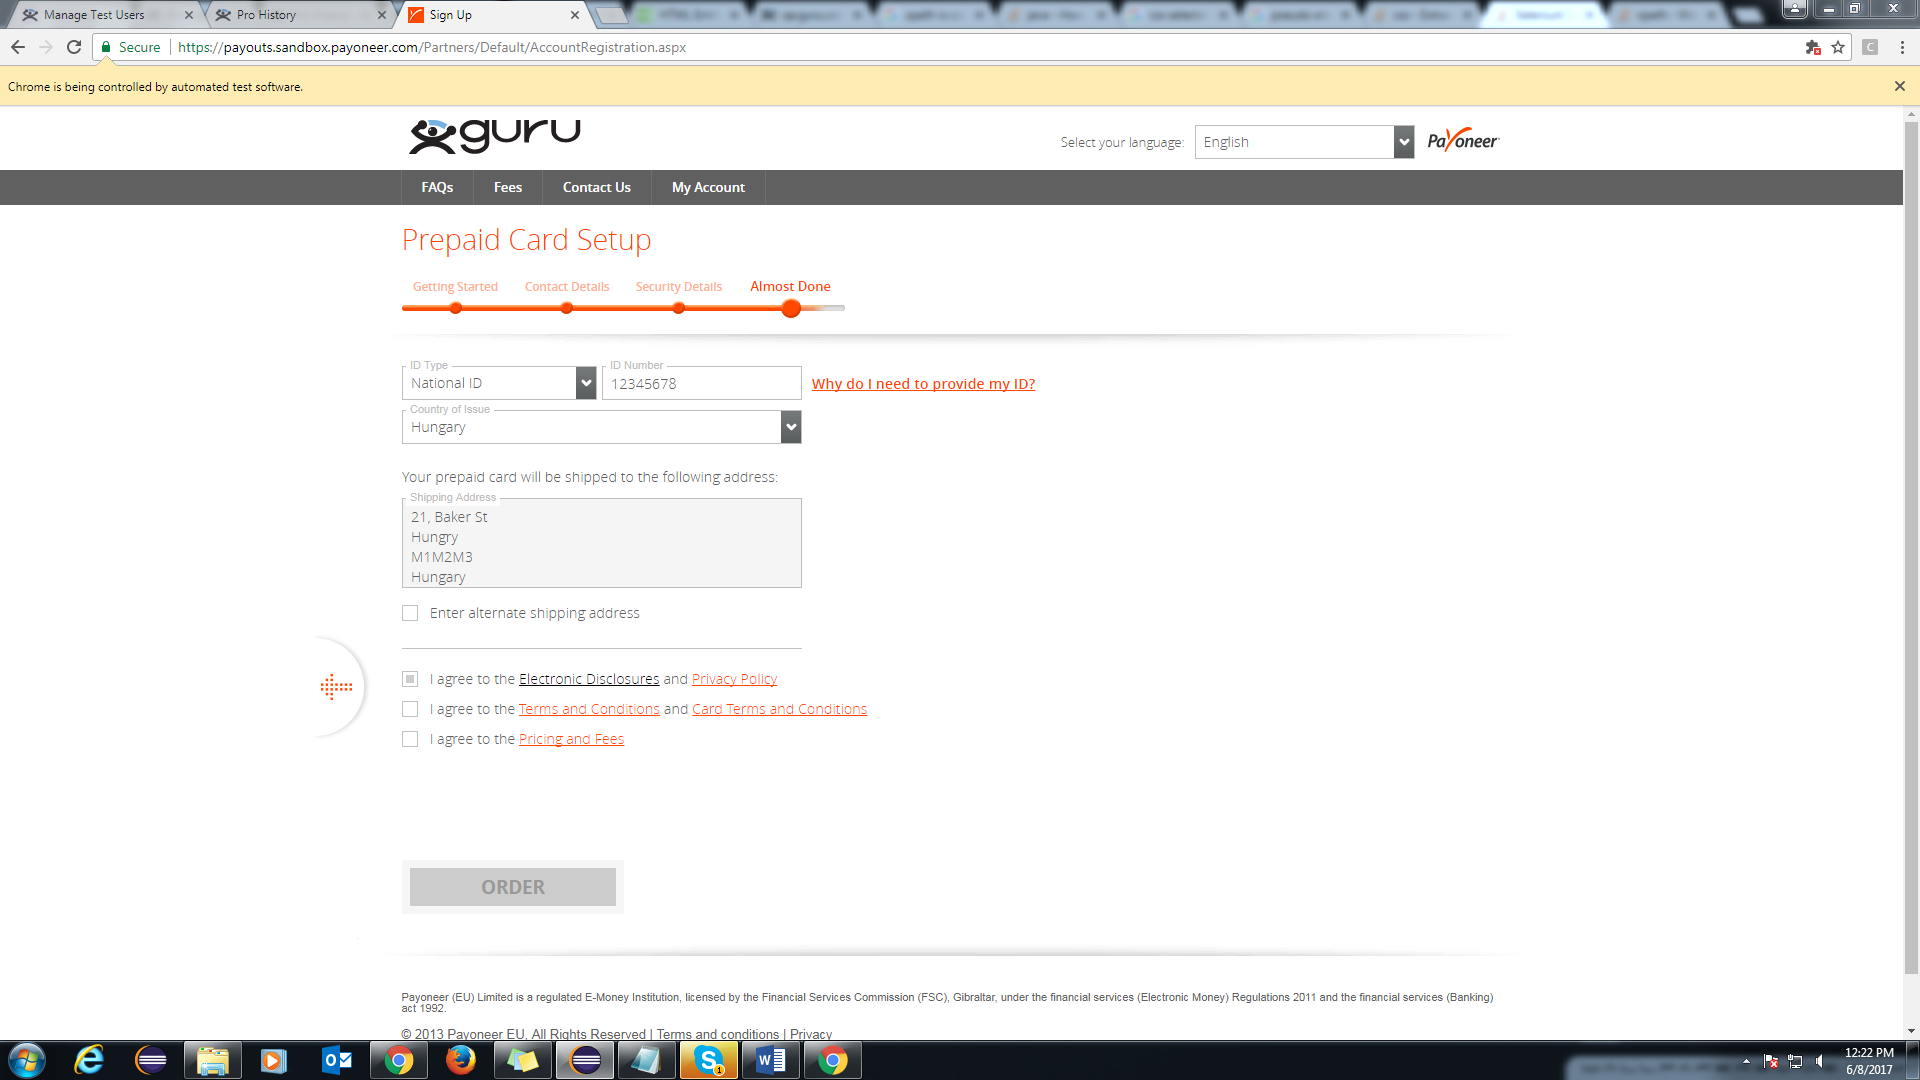 Manage Test Users
Pro History
Sign Up
Secure
https://payouts.sandbox.payoneer.com/Partners/Default/AccountRegistration.aspx
C
Chrome is being controlled by automated test software.
guru
Select your language:
English
Payoneer
FAQs
Fees
Contact Us
My Account
Prepaid Card Setup
Getting Started
Contact Details
Security Details
Almost Done
ID Type
National ID
ID Number
12345678
Why do I need to provide my ID?
Country of Issue
Hungary
Your prepaid card will be shipped to the following address:
Shipping Address
21, Baker St
Hungry
M1M2M3
Hungary
Enter alternate shipping address
I agree to the Electronic Disclosures and Privacy Policy
I agree to the Terms and Conditions and Card Terms and Conditions
I agree to the Pricing and Fees
ORDER
Payoneer (EU) Limited is a regulated E-Money Institution, licensed by the Financial Services Commission (FSC), Gibraltar, under the financial services (Electronic Money) Regulations 2011 and the financial services (Banking)
act 1992.
© 2013 Payoneer EU, All Rights Reserved | Terms and conditions | Privacy
12:22 PM
6/8/2017